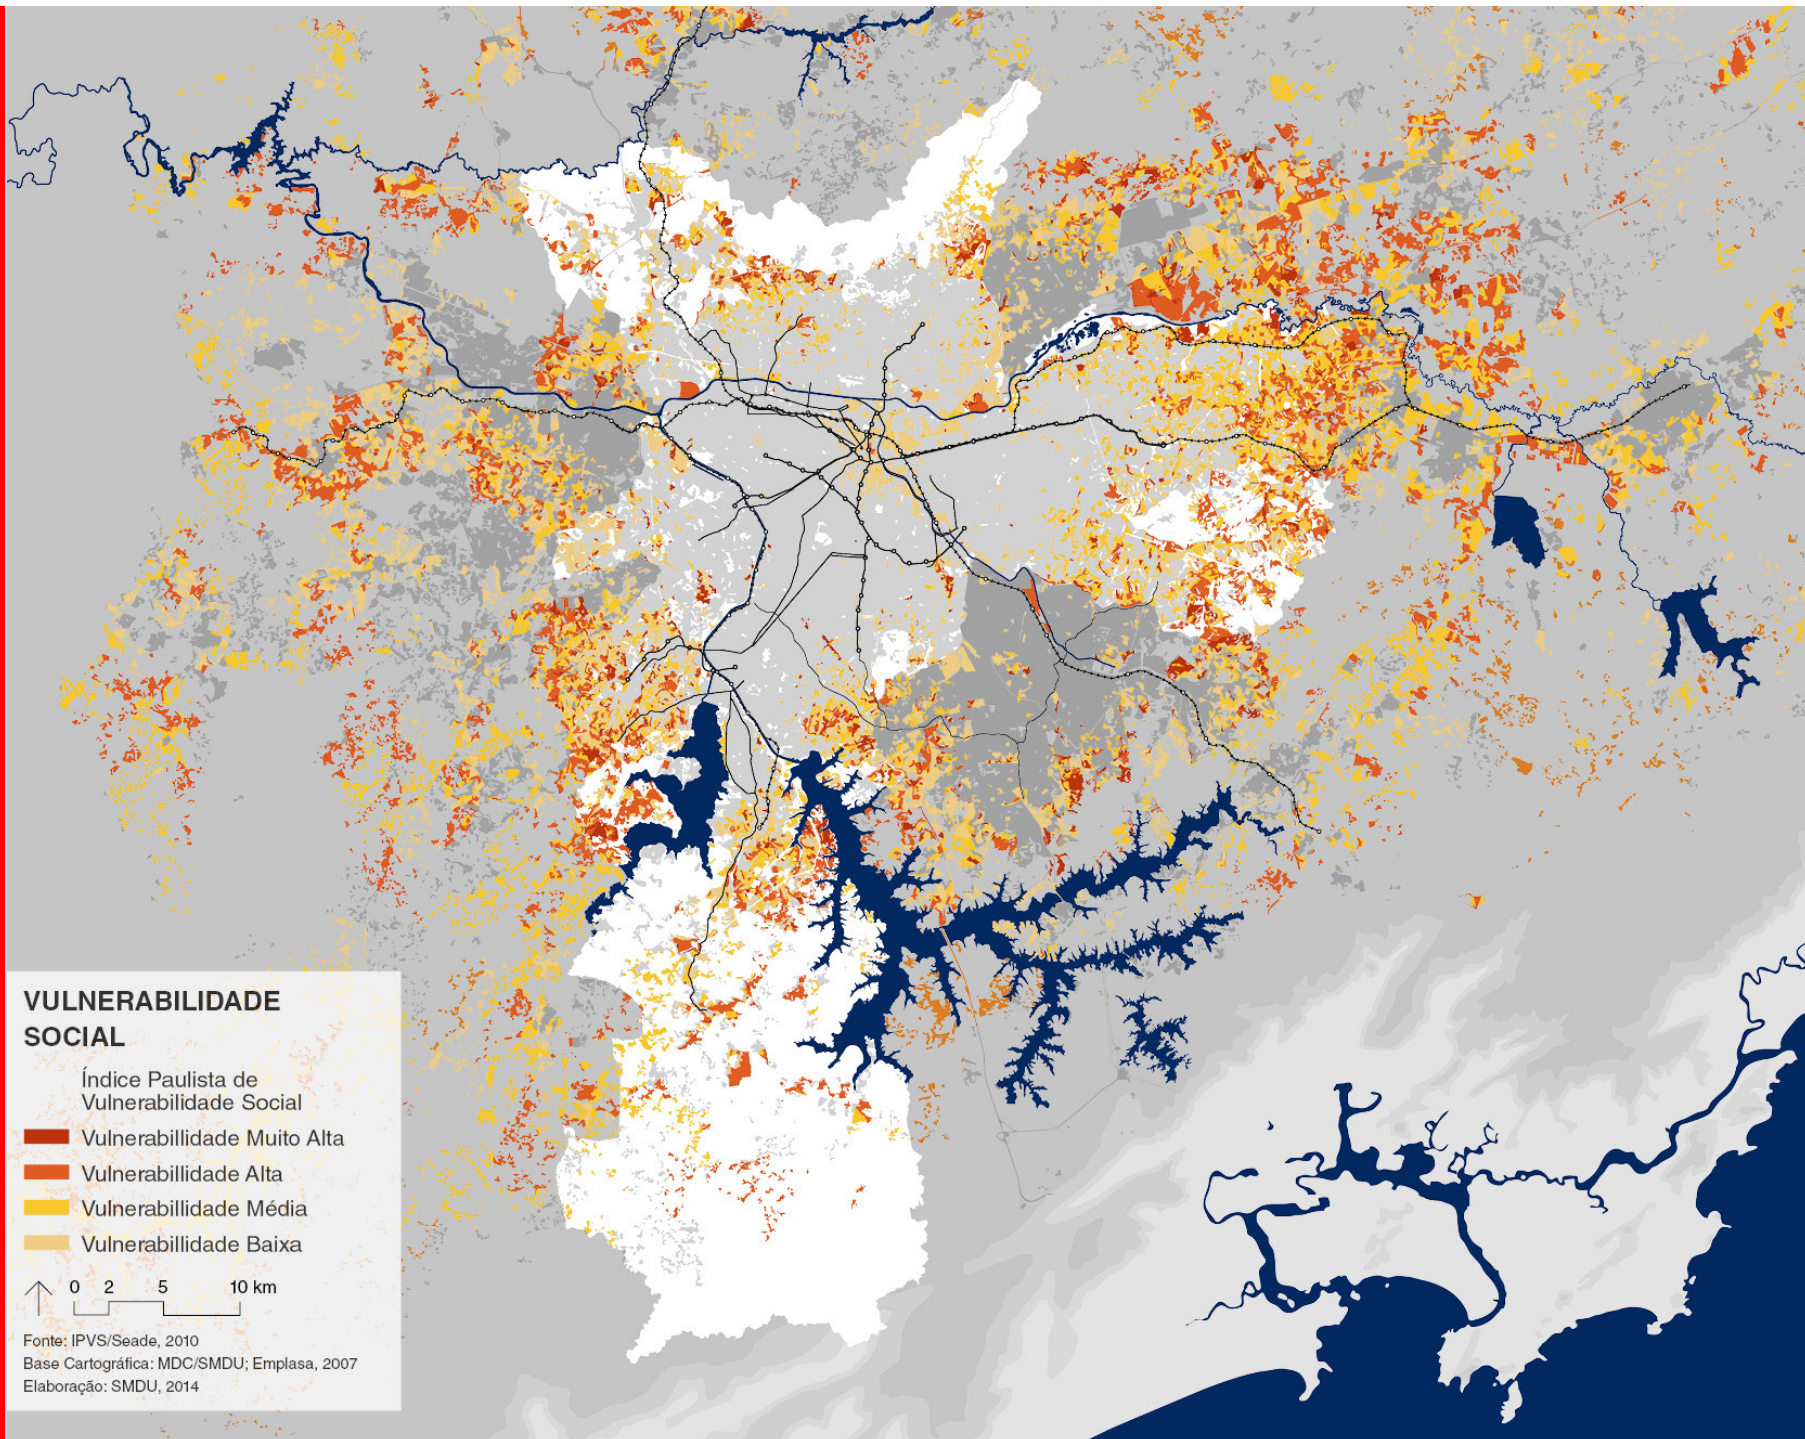 VULNERABILIDADE
SOCIAL
Índice Paulista de
Vulnerabilidade Social
Vulnerabillidade Muito Alta
Vulnerabillidade Alta
Vulnerabillidade Média
Vulnerabillidade Baixa
0 2 5 10 km
Fonte: IPVS/Seade, 2010
Base Cartográfica: MDC/SMDU; Emplasa, 2007
Elaboração: SMDU, 2014